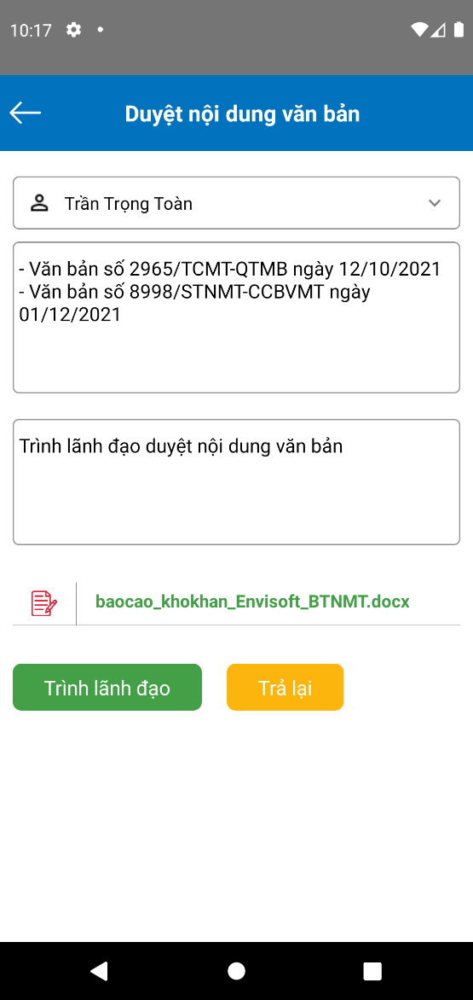 10:17
Duyệt nội dung văn bản
Trần Trọng Toàn
- Văn bản số 2965/TCMT-QTMB ngày 12/10/2021
- Văn bản số 8998/STNMT-CCBVMT ngày
01/12/2021
Trình lãnh đạo duyệt nội dung văn bản
baocao_khokhan_Envisoft_BTNMT.docx
Trình lãnh đạo
Trả lại